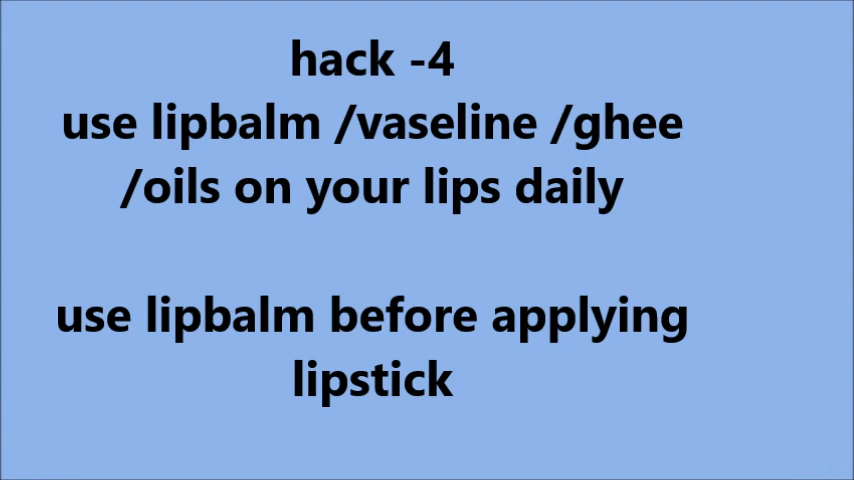 hack -4
use lipbalm /vaseline /ghee
/oils on your lips daily
use lipbalm before applying
lipstick